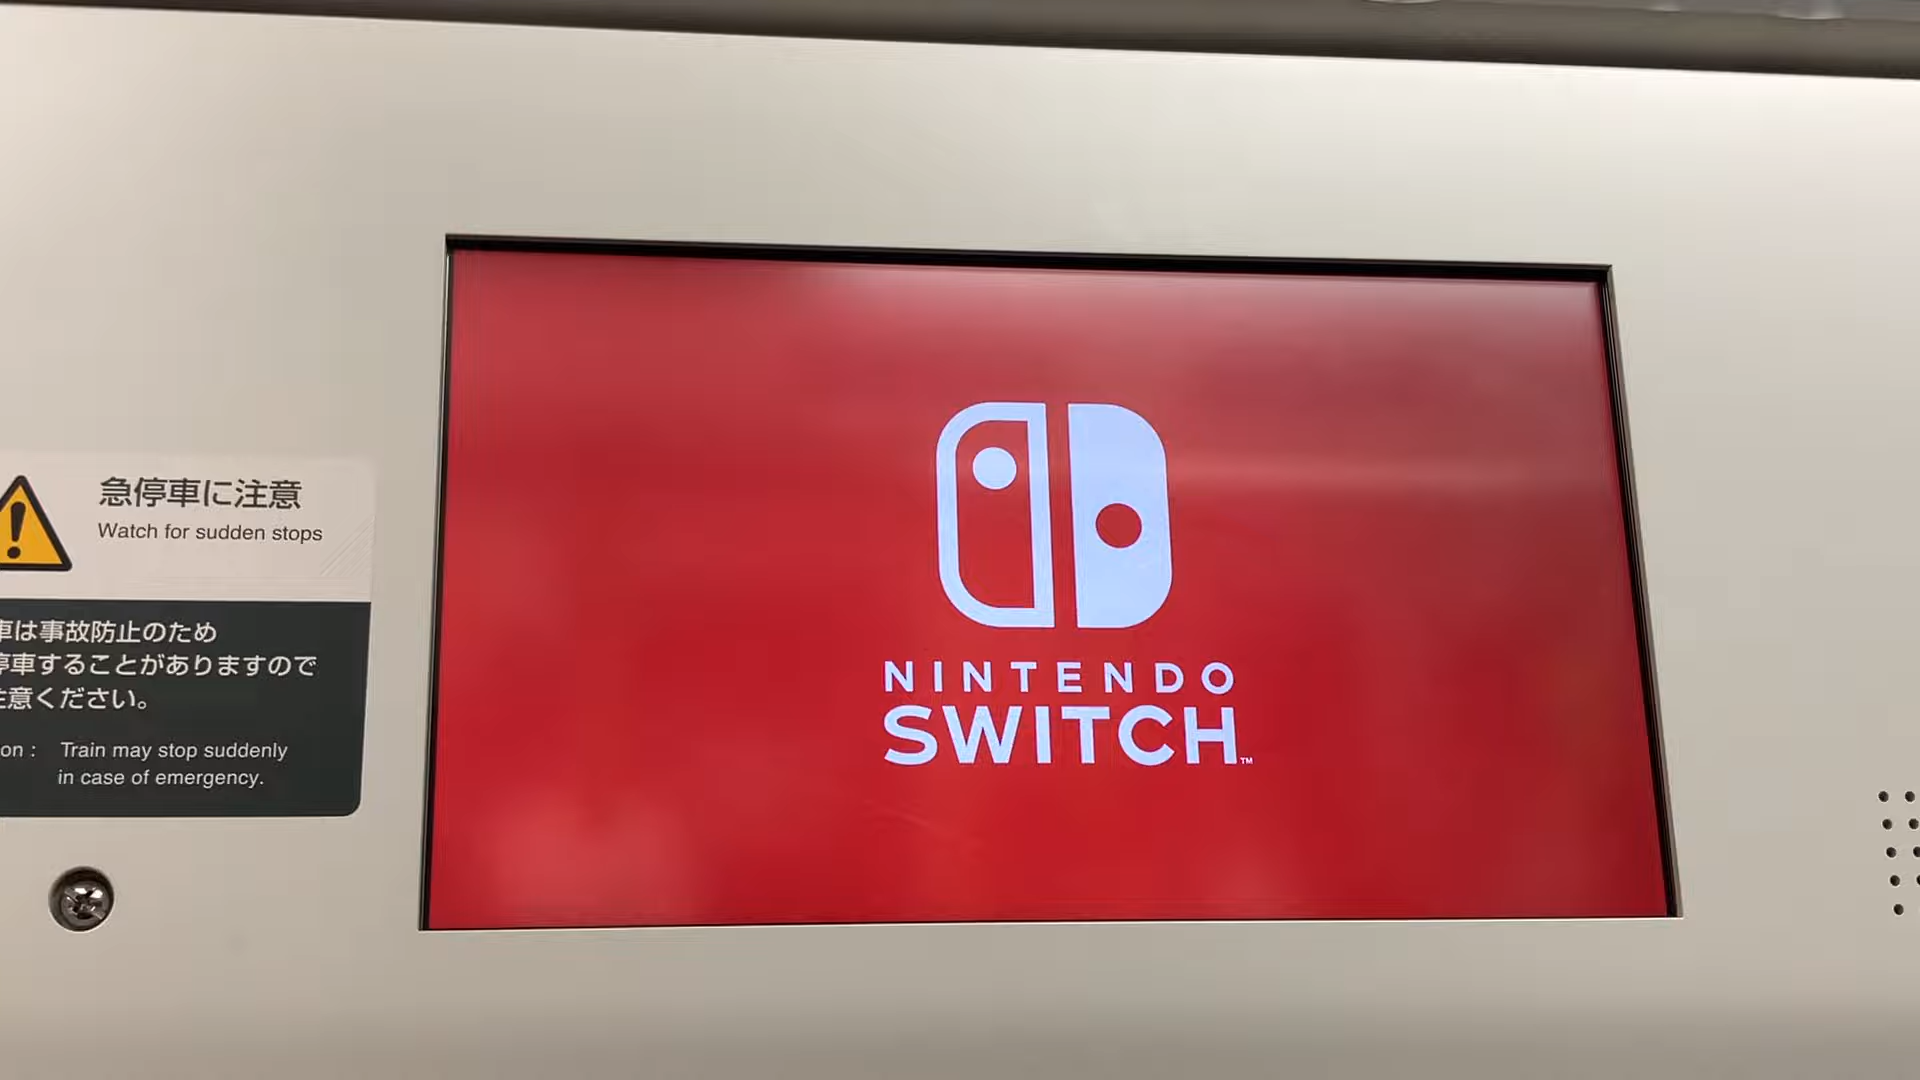 急停車に注意
Watch for sudden stops
車は事故防止のため
停車することがありますので
注意ください。
on : Train may stop suddenly
in case of emergency.
NINTENDO
SWITCH™